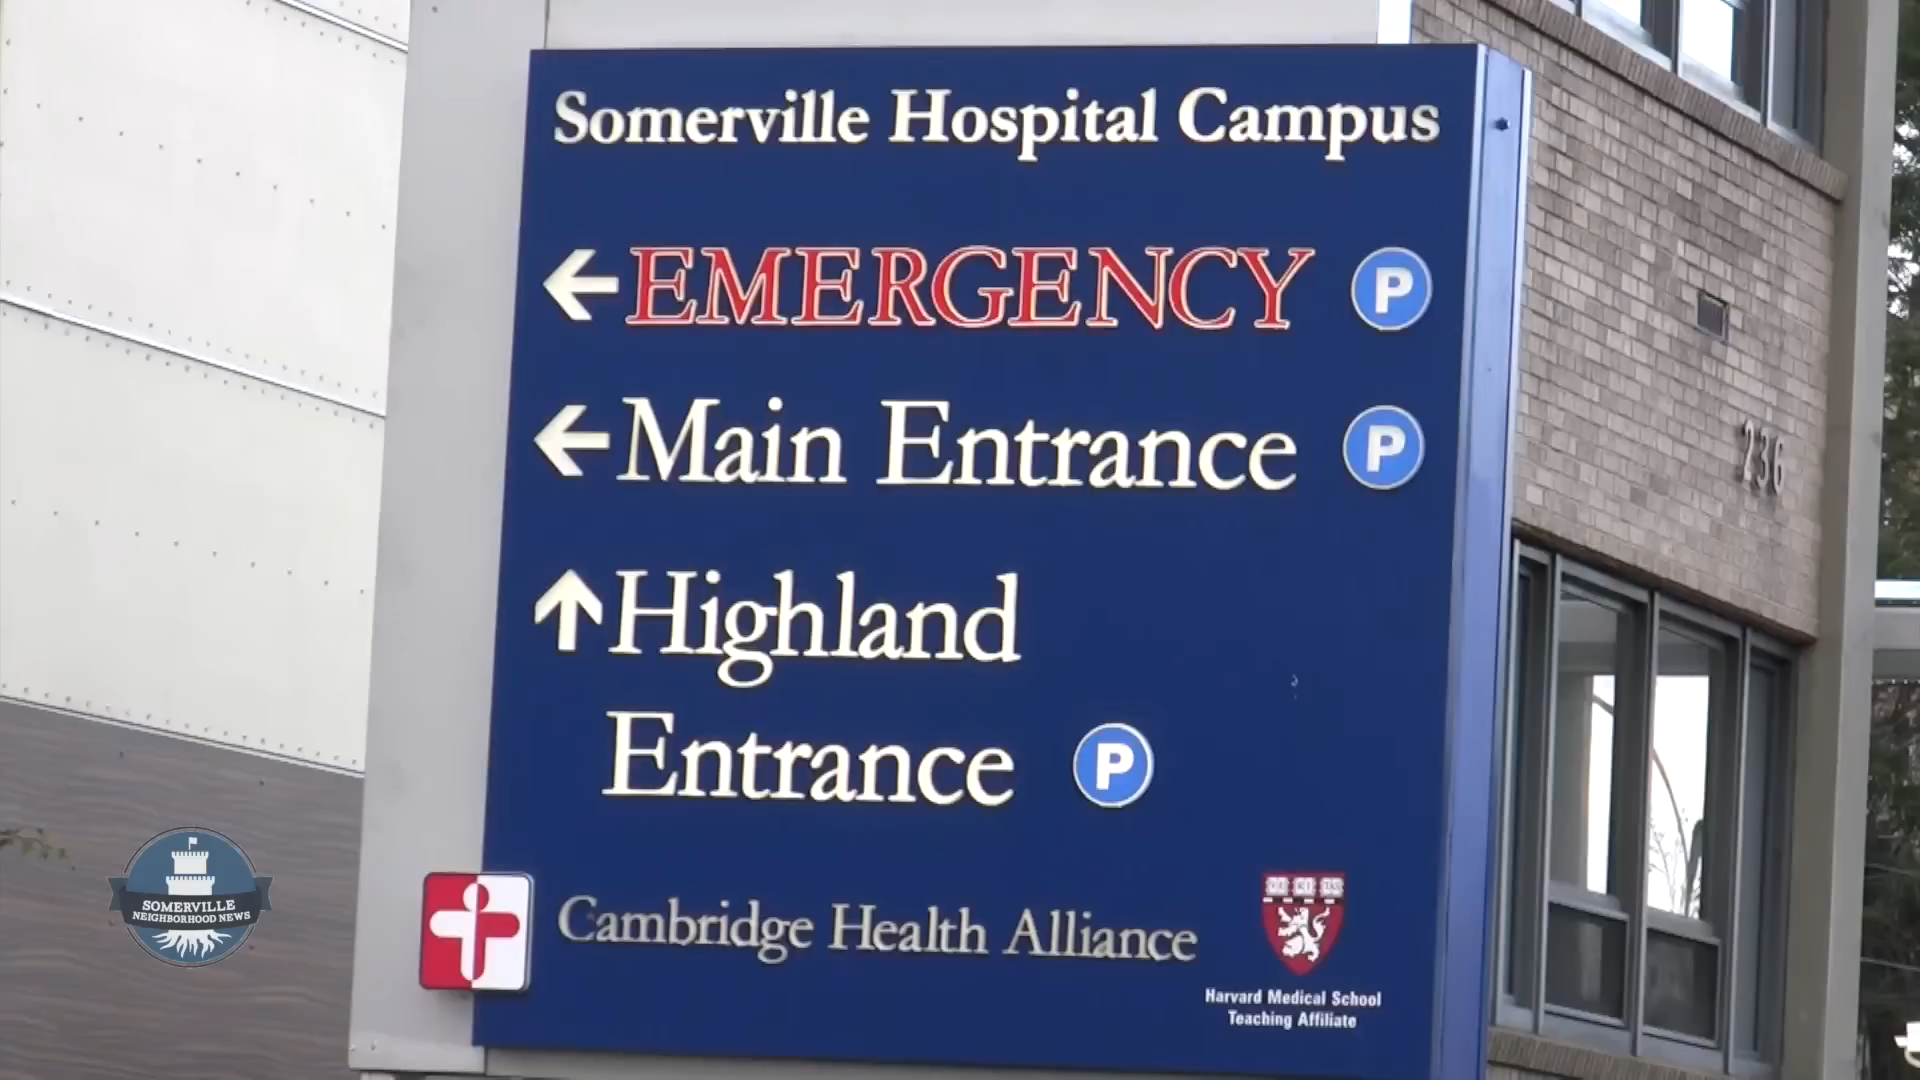 Somerville Hospital Campus
← EMERGENCY P
← Main Entrance P
↑ Highland
Entrance P
Cambridge Health Alliance
Harvard Medical School
Teaching Affiliate
236
SOMERVILLE
NEIGHBORHOOD NEWS